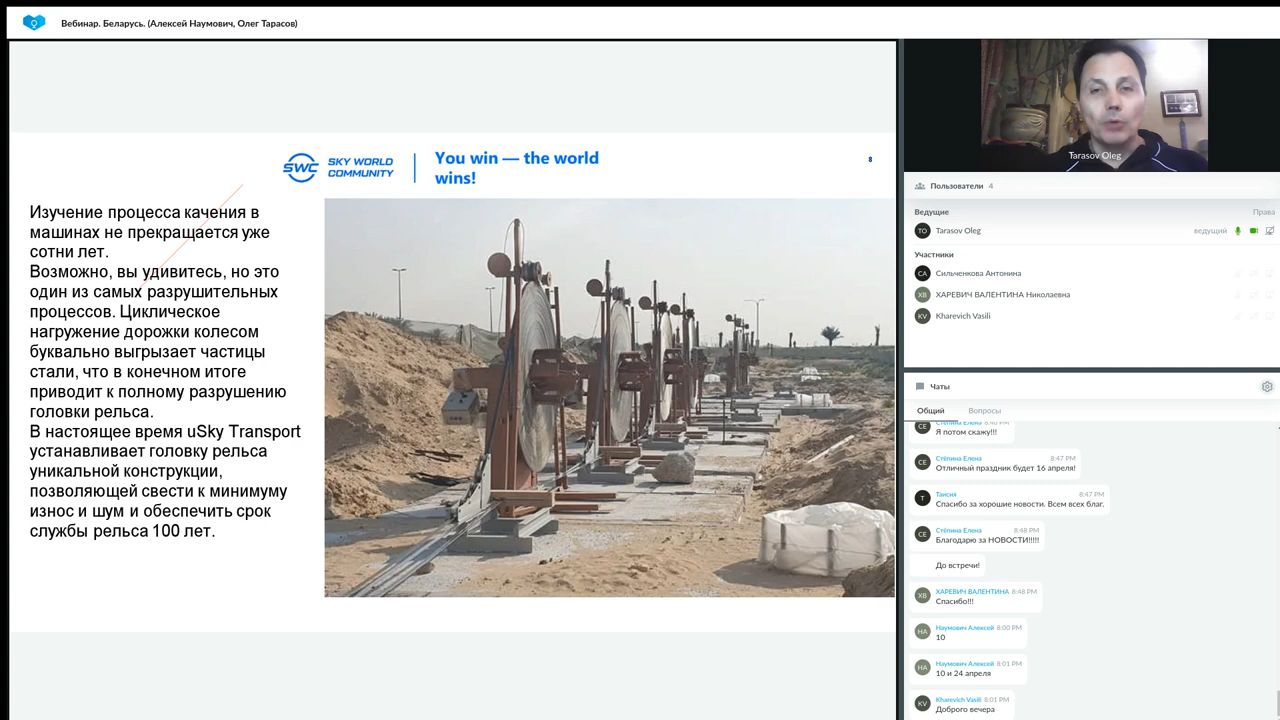 Вебинар. Беларусь. (Алексей Наумович, Олег Тарасов)
SWC SKY WORLD
COMMUNITY
You win — the world
wins!
8
Изучение процесса качения в
машинах не прекращается уже
сотни лет.
Возможно, вы удивитесь, но это
один из самых разрушительных
процессов. Циклическое
нагружение дорожки колесом
буквально выгрызает частицы
стали, что в конечном итоге
приводит к полному разрушению
головки рельса.
В настоящее время uSky Transport
устанавливает головку рельса
уникальной конструкции,
позволяющей свести к минимуму
износ и шум и обеспечить срок
службы рельса 100 лет.
Tarasov Oleg
Пользователи 4
Ведущие Права
TO Tarasov Oleg ведущий
Участники
СА Сильченкова Антонина
ХВ ХАРЕВИЧ ВАЛЕНТИНА Николаевна
KV Kharevich Vasili
Чаты
Общий Вопросы
СЕ Стёпина Елена 8:46 PM
Я потом скажу!!!
СЕ Стёпина Елена 8:47 PM
Отличный праздник будет 16 апреля!
Т Таисия 8:47 PM
Спасибо за хорошие новости. Всем всех благ.
СЕ Стёпина Елена 8:48 PM
Благодарю за НОВОСТИ!!!!!
До встречи!
ХВ ХАРЕВИЧ ВАЛЕНТИНА 8:48 PM
Спасибо!!!
НА Наумович Алексей 8:00 PM
10
НА Наумович Алексей 8:01 PM
10 и 24 апреля
KV Kharevich Vasili 8:01 PM
Доброго вечера